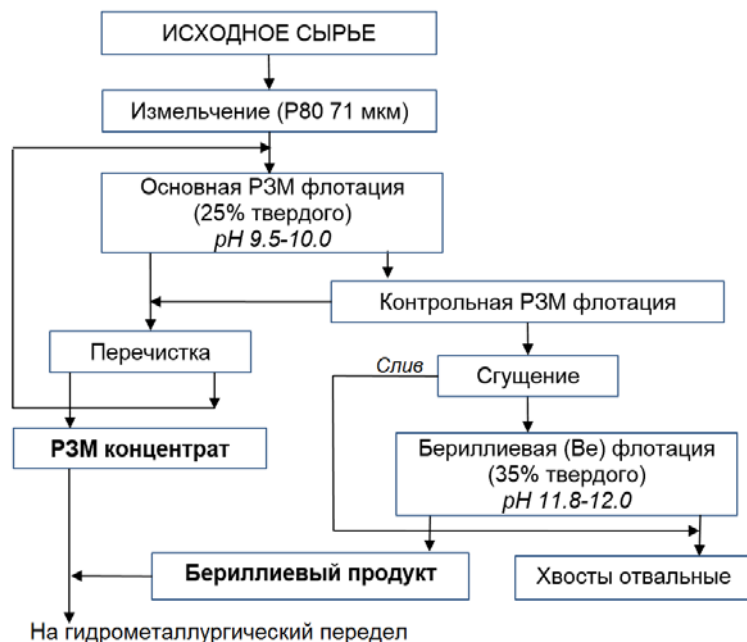 ИСХОДНОЕ СЫРЬЕ
Измельчение (P80 71 мкм)
Основная РЗМ флотация
(25% твердого)
pH 9.5-10.0
Контрольная РЗМ флотация
Перечистка
Слив
Сгущение
РЗМ концентрат
Бериллиевая (Be) флотация
(35% твердого)
pH 11.8-12.0
Бериллиевый продукт
Хвосты отвальные
На гидрометаллургический передел